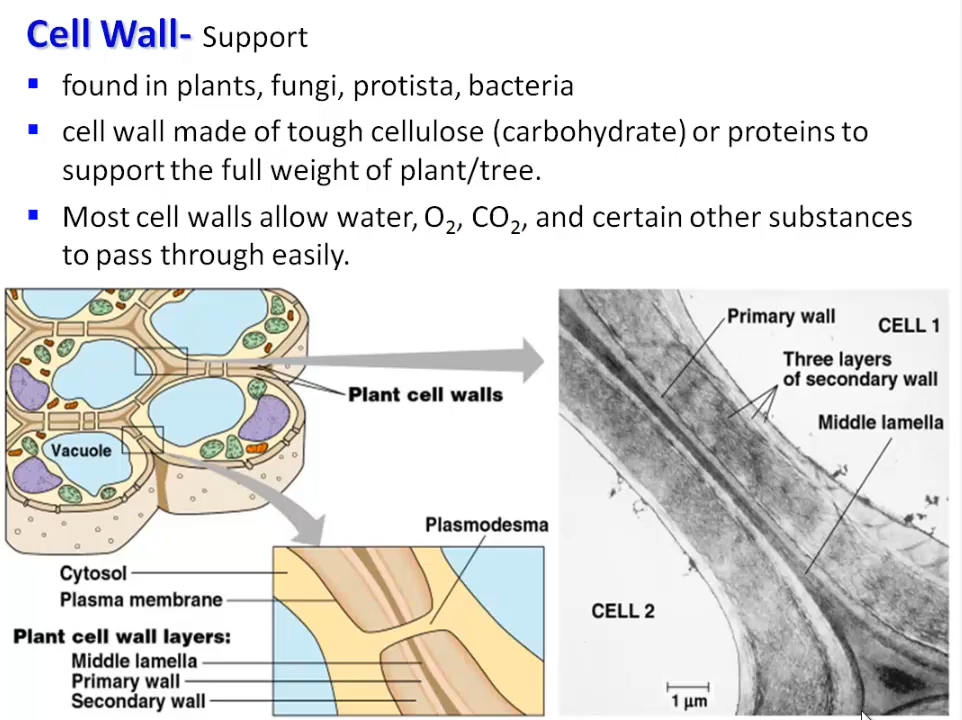 Cell Wall- Support
▪ found in plants, fungi, protista, bacteria
▪ cell wall made of tough cellulose (carbohydrate) or proteins to
support the full weight of plant/tree.
▪ Most cell walls allow water, O₂, CO₂, and certain other substances
to pass through easily.
Plant cell walls
Vacuole
Plasmodesma
Cytosol
Plasma membrane
Plant cell wall layers:
Middle lamella
Primary wall
Secondary wall
Primary wall
CELL 1
Three layers
of secondary wall
Middle lamella
CELL 2
1 µm